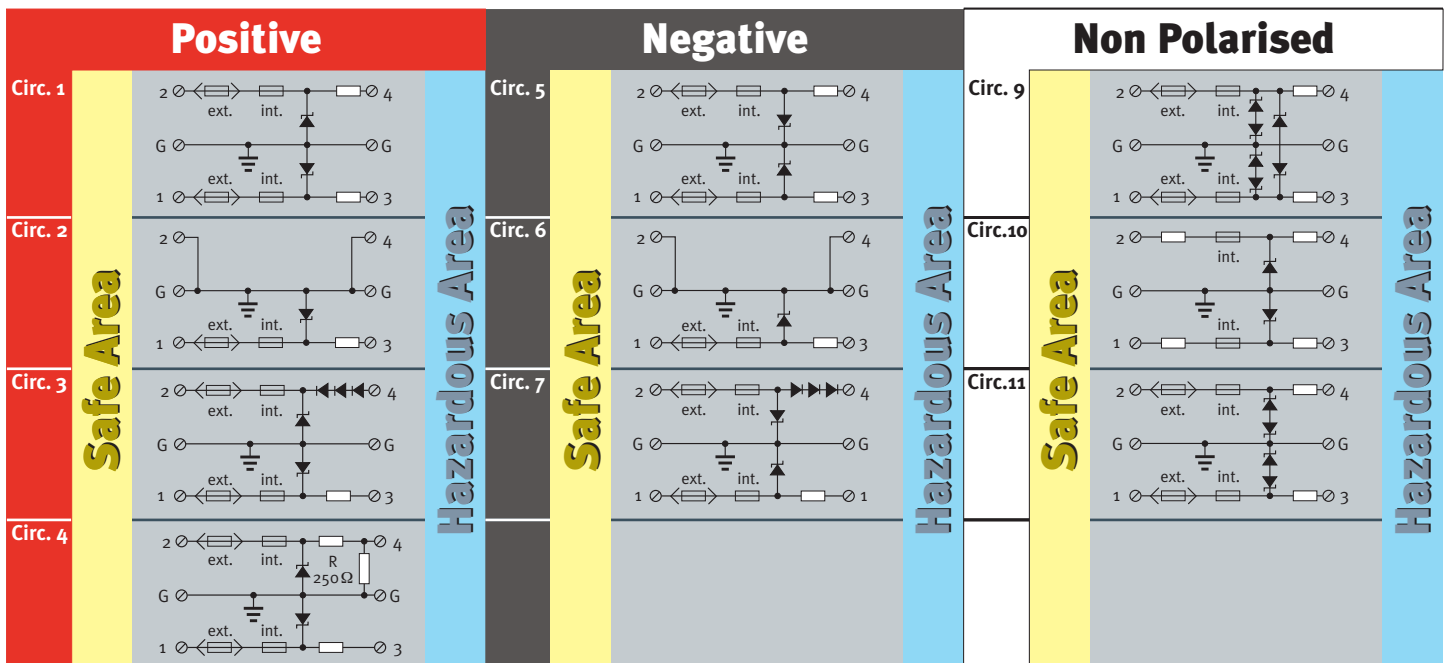 Positive
Negative
Non Polarised
Safe Area
Hazardous Area
Safe Area
Hazardous Area
Safe Area
Hazardous Area
Circ. 1
2 4
ext. int.
G G
ext. int.
1 3
Circ. 2
2 4
G G
ext. int.
1 3
Circ. 3
2 4
ext. int.
G G
ext. int.
1 3
Circ. 4
2 4
ext. int. R
250Ω
G G
ext. int.
1 3
Circ. 5
2 4
ext. int.
G G
ext. int.
1 3
Circ. 6
2 4
G G
ext. int.
1 3
Circ. 7
2 4
ext. int.
G G
ext. int.
1 1
Circ. 9
2 4
ext. int.
G G
ext. int.
1 3
Circ.10
2 4
int.
G G
int.
1 3
Circ.11
2 4
ext. int.
G G
ext. int.
1 3